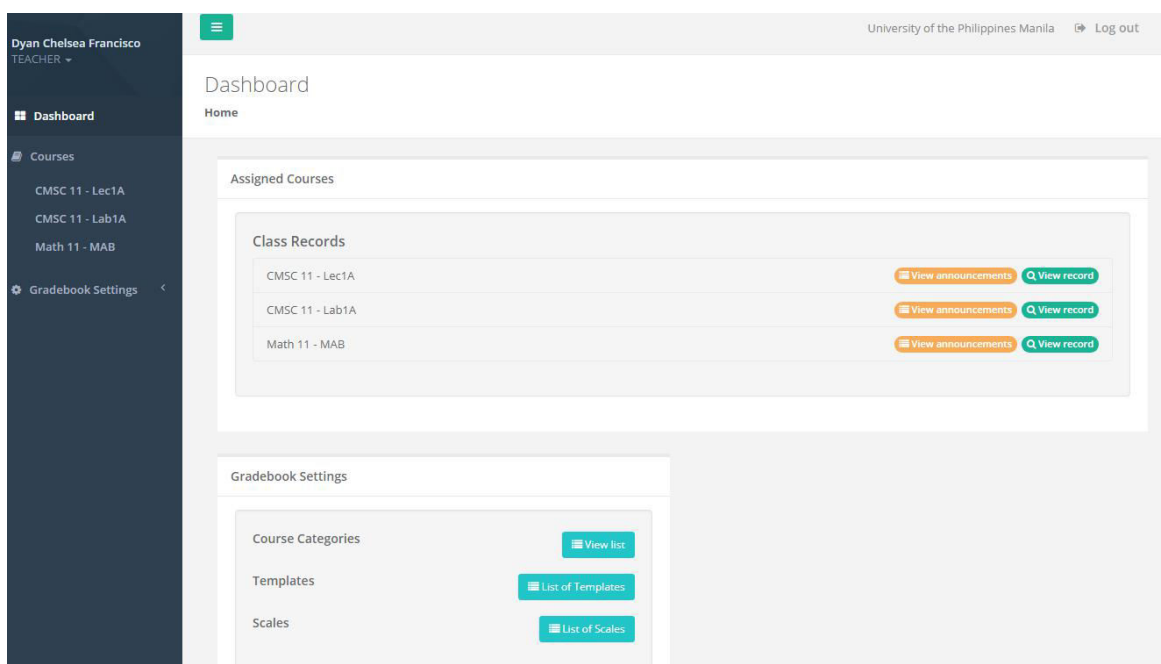 Dyan Chelsea Francisco
TEACHER
Dashboard
Courses
CMSC 11 - Lec1A
CMSC 11 - Lab1A
Math 11 - MAB
Gradebook Settings
University of the Philippines Manila Log out
Dashboard
Home
Assigned Courses
Class Records
CMSC 11 - Lec1A View announcements View record
CMSC 11 - Lab1A View announcements View record
Math 11 - MAB View announcements View record
Gradebook Settings
Course Categories View list
Templates List of Templates
Scales List of Scales